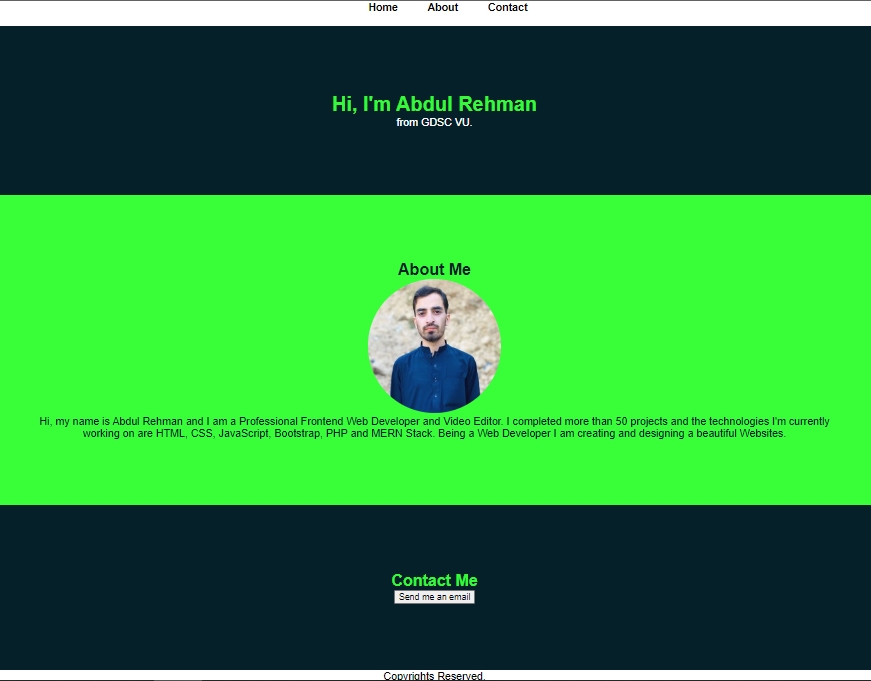 Home About Contact
Hi, I'm Abdul Rehman
from GDSC VU.
About Me
Hi, my name is Abdul Rehman and I am a Professional Frontend Web Developer and Video Editor. I completed more than 50 projects and the technologies I'm currently
working on are HTML, CSS, JavaScript, Bootstrap, PHP and MERN Stack. Being a Web Developer I am creating and designing a beautiful Websites.
Contact Me
Send me an email
Copyrights Reserved.